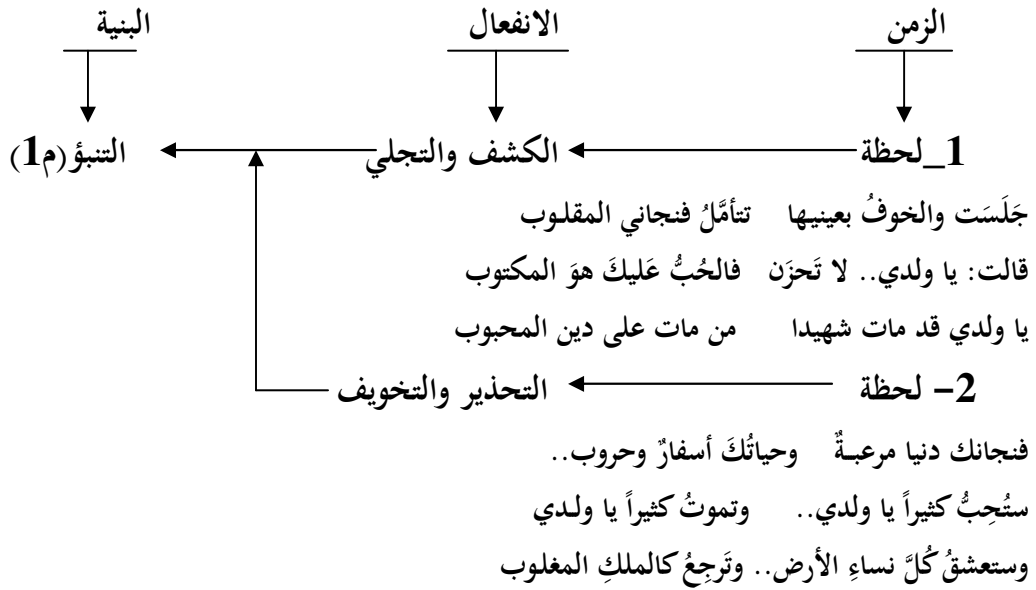 الزمن الانفعال البنية
1_لحظة الكشف والتجلي التنبؤ(م1)
جَلَسَت والخوفُ بعينيها تتأمَّلُ فنجاني المقلوب
قالت: يا ولدي.. لا تَحزَن فالحُبُّ عَليكَ هوَ المكتوب
يا ولدي قد مات شهيدا من مات على دين المحبوب
2- لحظة التحذير والتخويف
فنجانك دنيا مرعبةٌ وحياتُكَ أسفارٌ وحروب..
ستُحِبُّ كثيراً يا ولدي.. وتموتُ كثيراً يا ولدي
وستعشقُ كُلَّ نساءِ الأرض.. وتَرجِعُ كالملكِ المغلوب